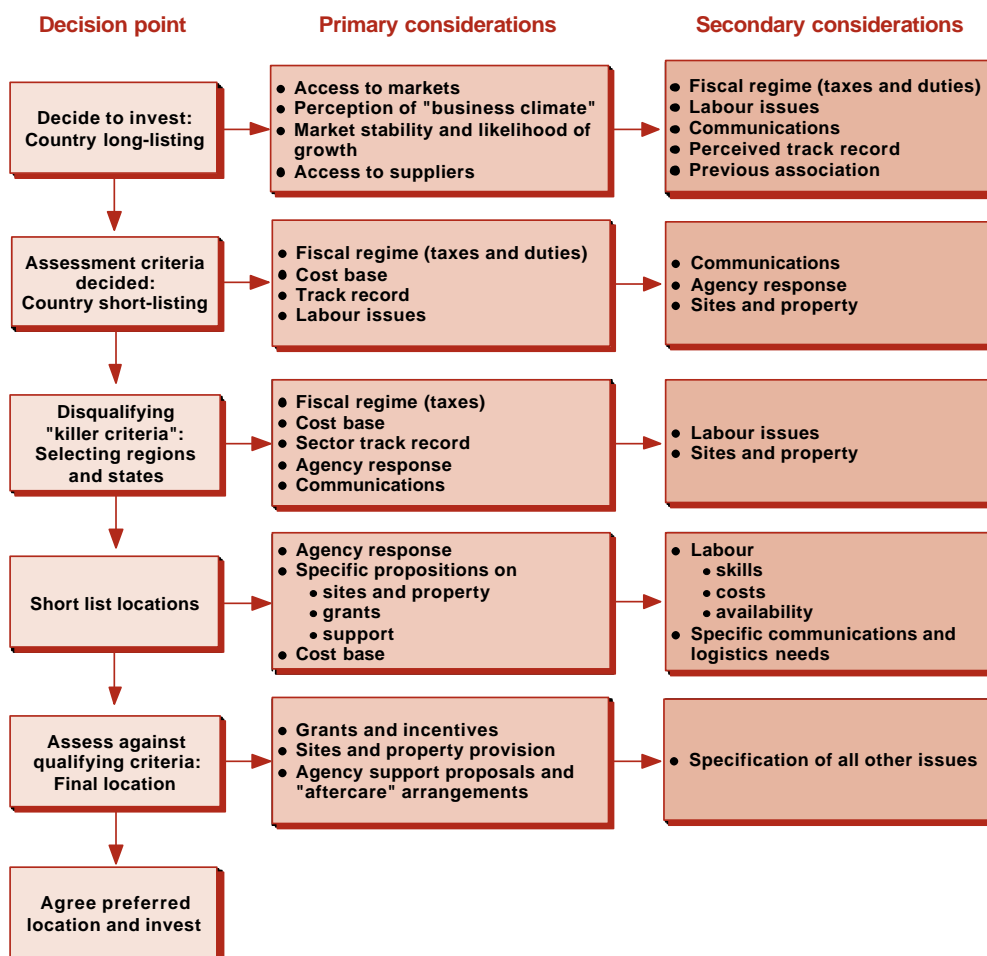 Decision point
Primary considerations
Secondary considerations
Decide to invest:
Country long-listing
• Access to markets
• Perception of "business climate"
• Market stability and likelihood of
growth
• Access to suppliers
• Fiscal regime (taxes and duties)
• Labour issues
• Communications
• Perceived track record
• Previous association
Assessment criteria
decided:
Country short-listing
• Fiscal regime (taxes and duties)
• Cost base
• Track record
• Labour issues
• Communications
• Agency response
• Sites and property
Disqualifying
"killer criteria":
Selecting regions
and states
• Fiscal regime (taxes)
• Cost base
• Sector track record
• Agency response
• Communications
• Labour issues
• Sites and property
Short list locations
• Agency response
• Specific propositions on
• sites and property
• grants
• support
• Cost base
• Labour
• skills
• costs
• availability
• Specific communications and
logistics needs
Assess against
qualifying criteria:
Final location
• Grants and incentives
• Sites and property provision
• Agency support proposals and
"aftercare" arrangements
• Specification of all other issues
Agree preferred
location and invest